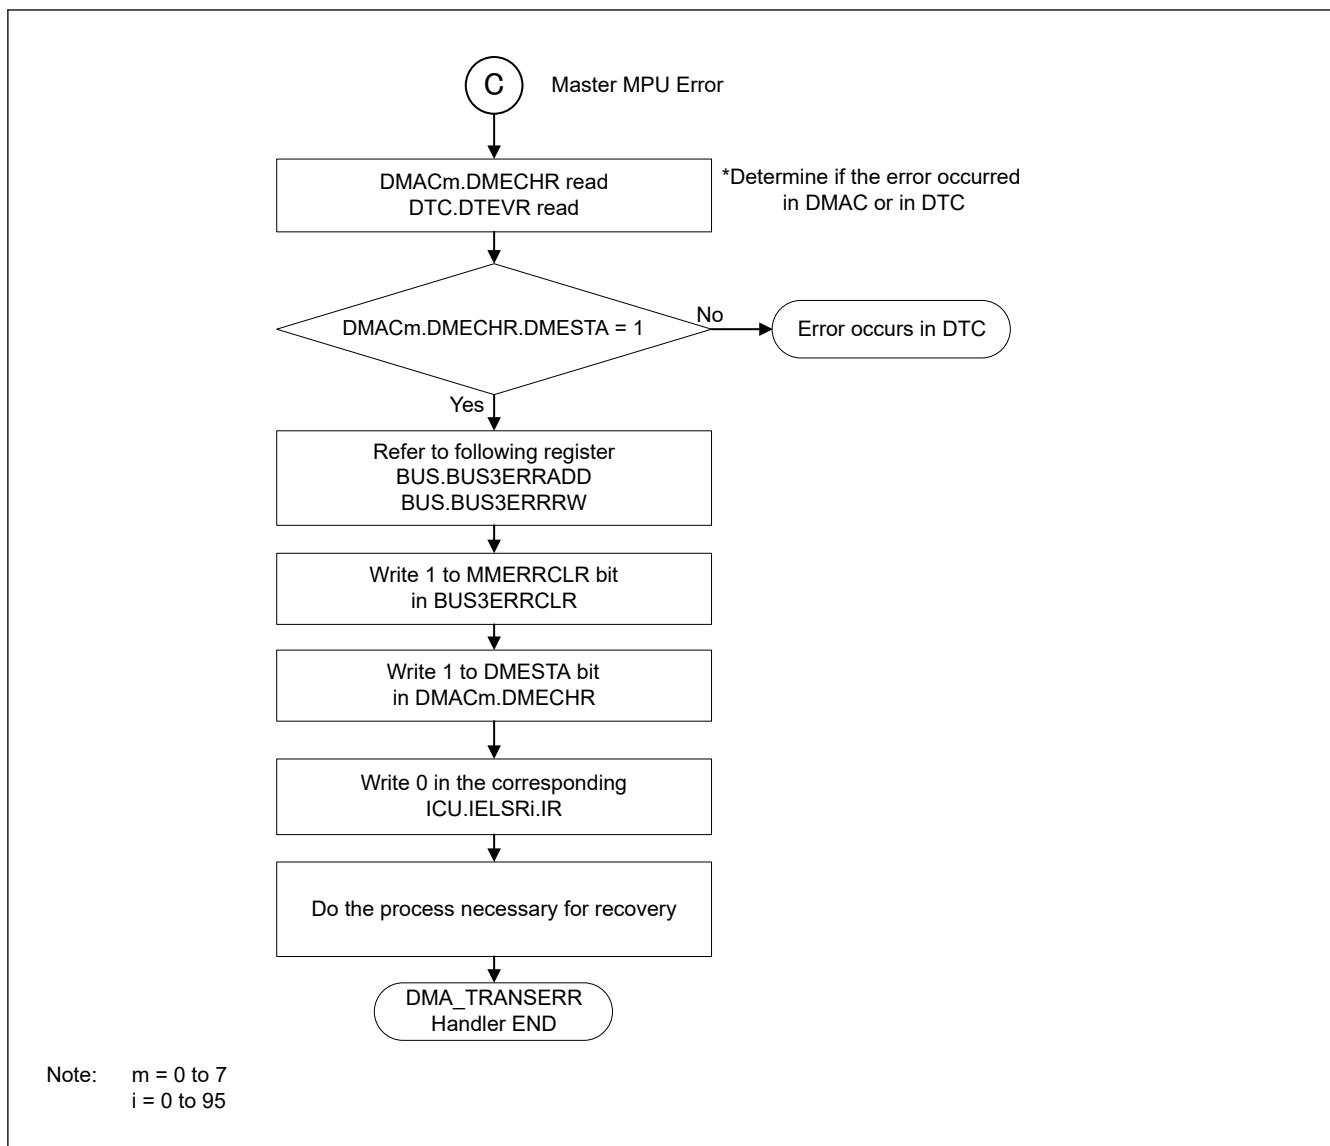 C
Master MPU Error
DMACm.DMECHR read
DTC.DTEVR read
*Determine if the error occurred
in DMAC or in DTC
DMACm.DMECHR.DMESTA = 1
No
Error occurs in DTC
Yes
Refer to following register
BUS.BUS3ERRADD
BUS.BUS3ERRRW
Write 1 to MMERRCLR bit
in BUS3ERRCLR
Write 1 to DMESTA bit
in DMACm.DMECHR
Write 0 in the corresponding
ICU.IELSRi.IR
Do the process necessary for recovery
DMA_TRANSERR
Handler END
Note: m = 0 to 7
i = 0 to 95